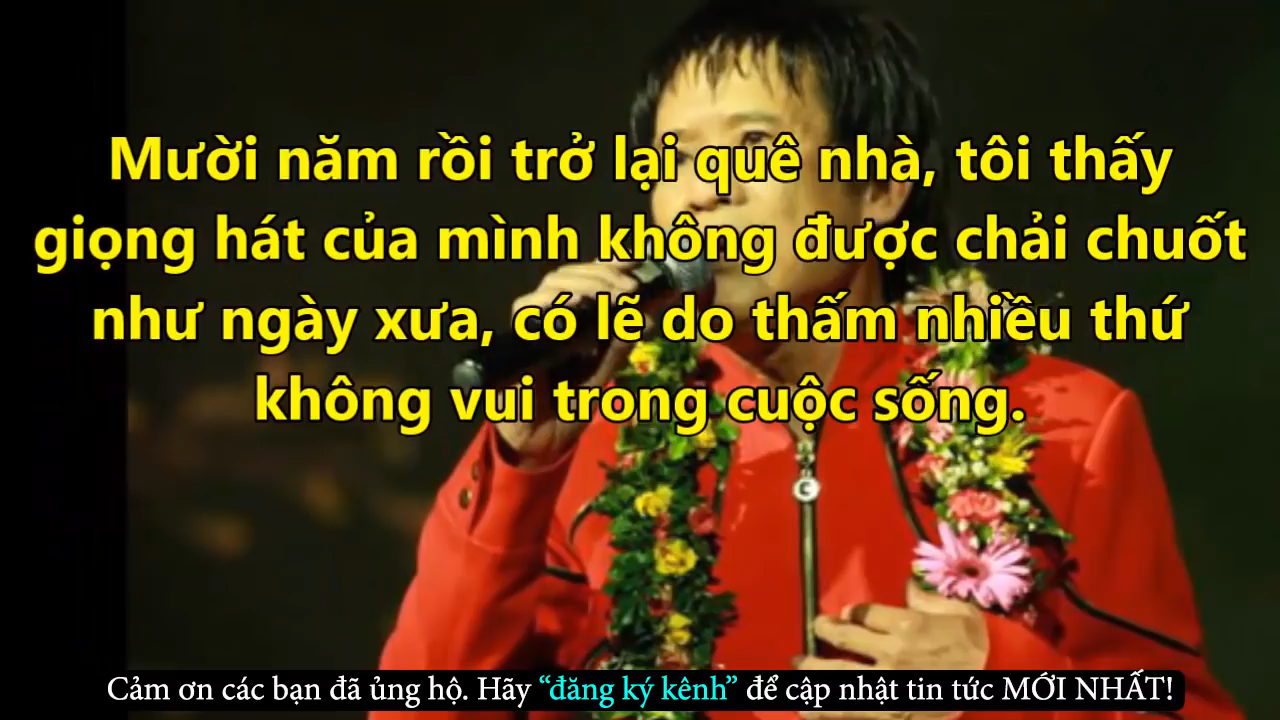 Mười năm rồi trở lại quê nhà, tôi thấy
giọng hát của mình không được chải chuốt
như ngày xưa, có lẽ do thấm nhiều thứ
không vui trong cuộc sống.
Cảm ơn các bạn đã ủng hộ. Hãy “đăng ký kênh” để cập nhật tin tức MỚI NHẤT!